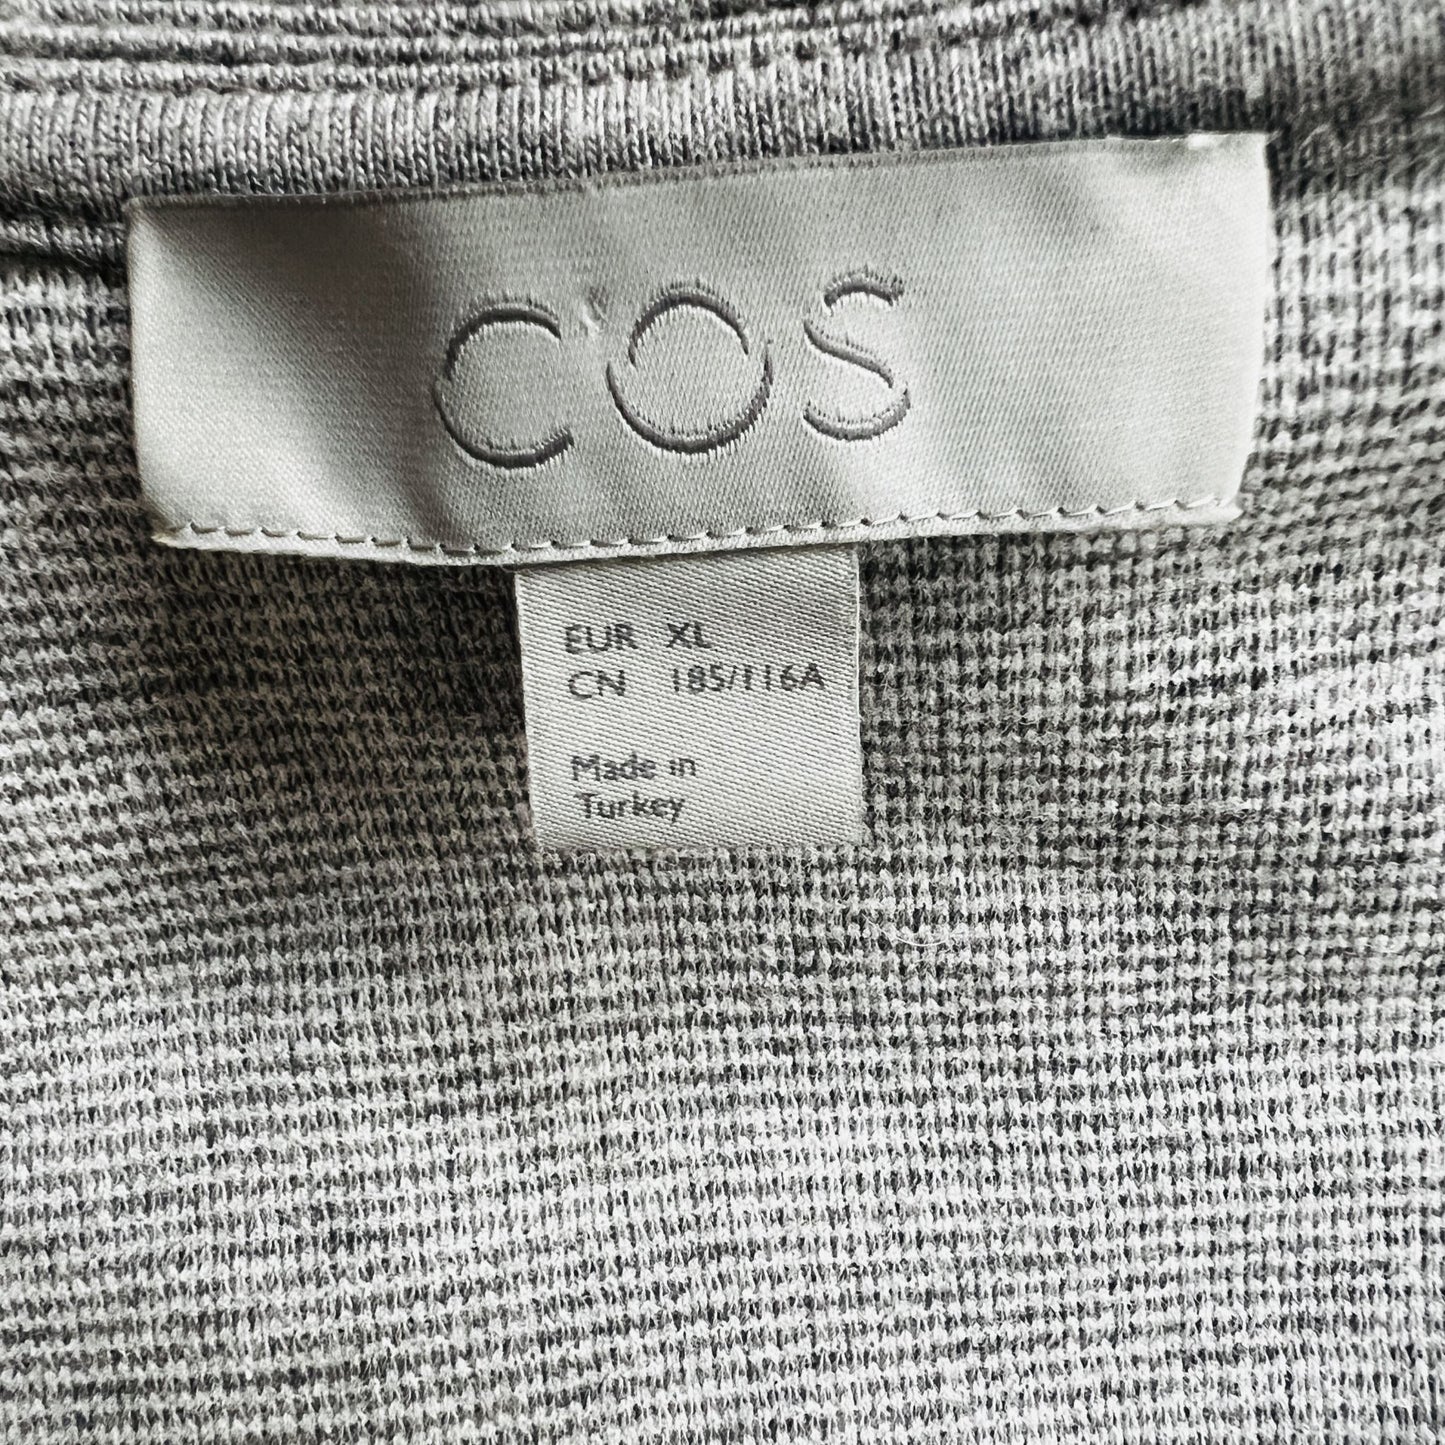 COS
EUR XL
CN 185/116A
Made in
Turkey